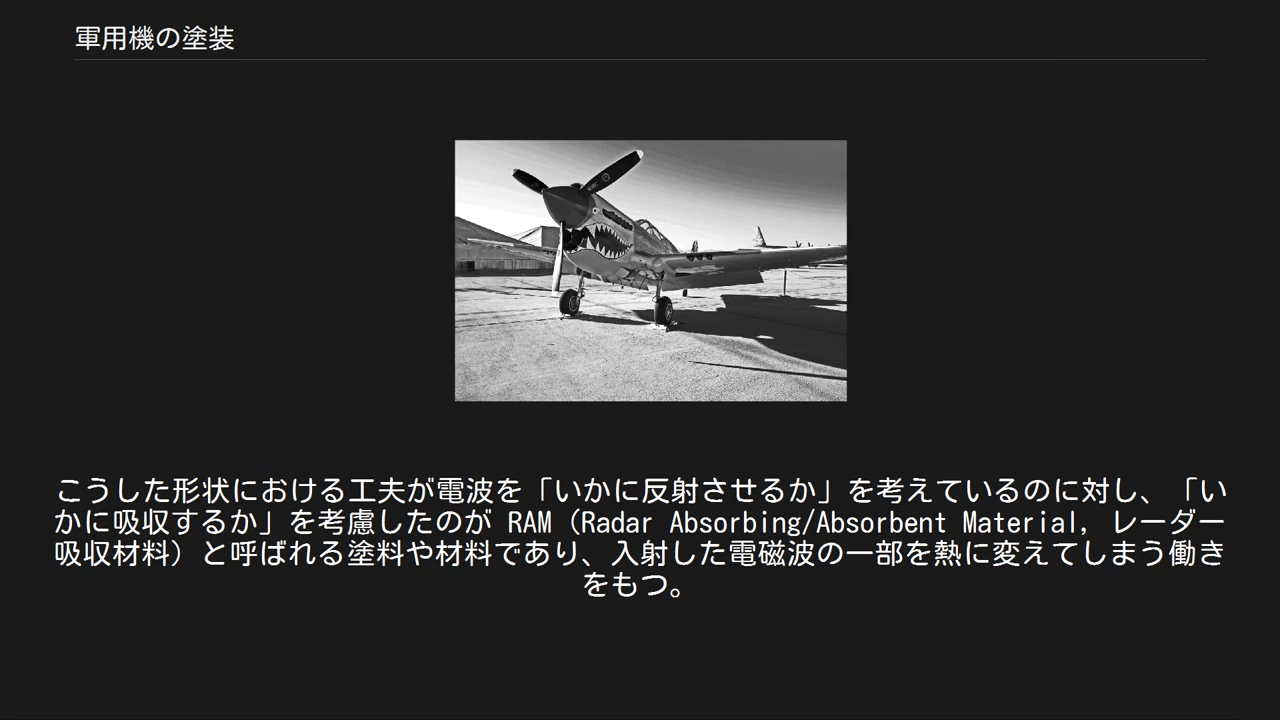 軍用機の塗装
こうした形状における工夫が電波を「いかに反射させるか」を考えているのに対し、「い
かに吸収するか」を考慮したのが RAM（Radar Absorbing/Absorbent Material, レーダー
吸収材料）と呼ばれる塗料や材料であり、入射した電磁波の一部を熱に変えてしまう働き
をもつ。